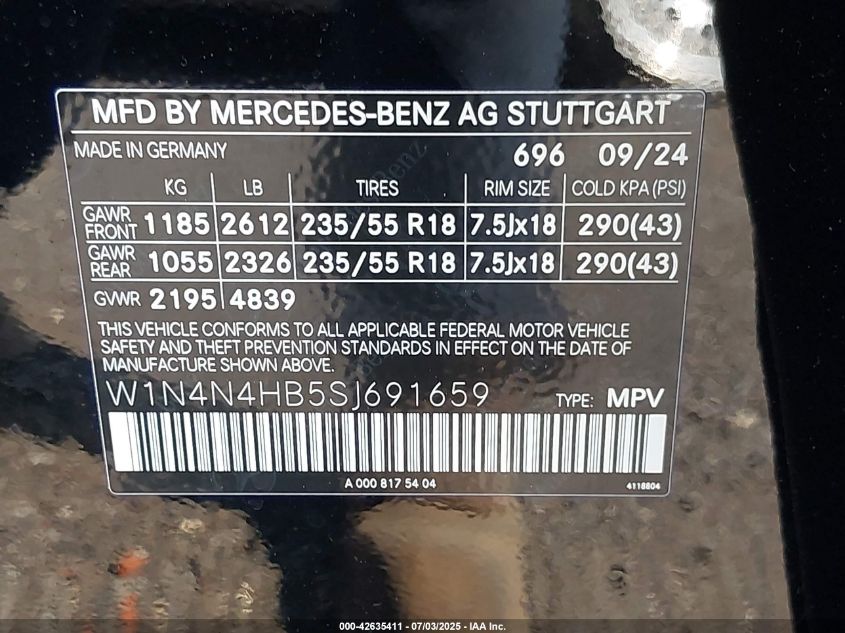 MFD BY MERCEDES-BENZ AG STUTTGART
MADE IN GERMANY 696 09/24
KG LB TIRES RIM SIZE COLD KPA (PSI)
GAWR FRONT 1185 2612 235/55 R18 7.5Jx18 290(43)
GAWR REAR 1055 2326 235/55 R18 7.5Jx18 290(43)
GVWR 2195 4839
THIS VEHICLE CONFORMS TO ALL APPLICABLE FEDERAL MOTOR VEHICLE
SAFETY AND THEFT PREVENTION STANDARDS IN EFFECT ON THE DATE OF
MANUFACTURE SHOWN ABOVE.
W1N4N4HB5SJ691659 TYPE: MPV
A 000 817 54 04 4118804
000-42635411 - 07/03/2025 - IAA Inc.